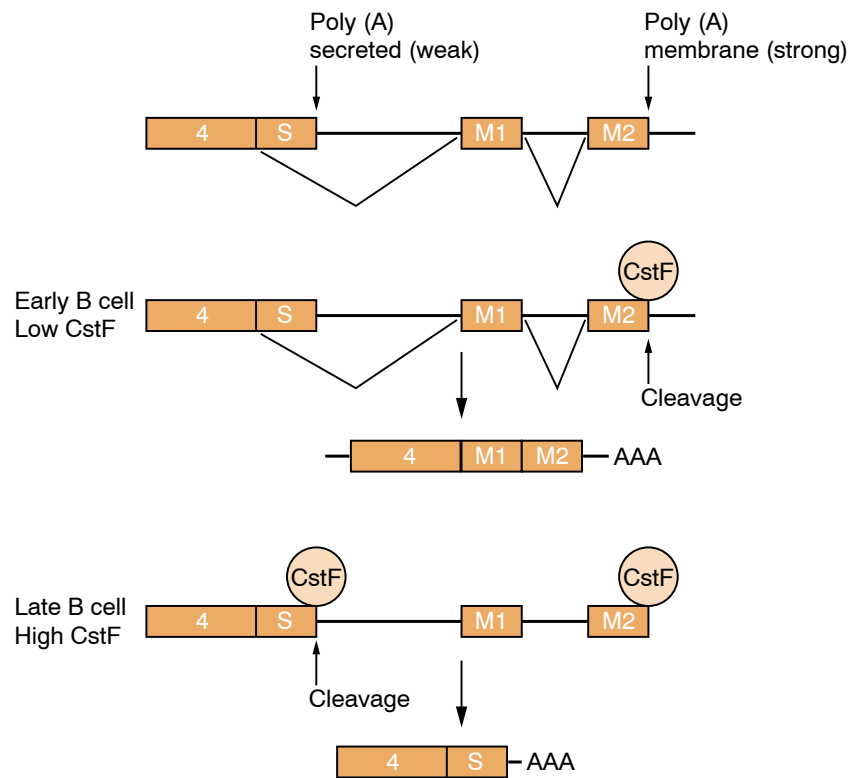 Poly (A)
secreted (weak)
Poly (A)
membrane (strong)
4 S M1 M2
CstF
Early B cell
Low CstF
4 S M1 M2
Cleavage
4 M1 M2 AAA
CstF CstF
Late B cell
High CstF
4 S M1 M2
Cleavage
4 S AAA